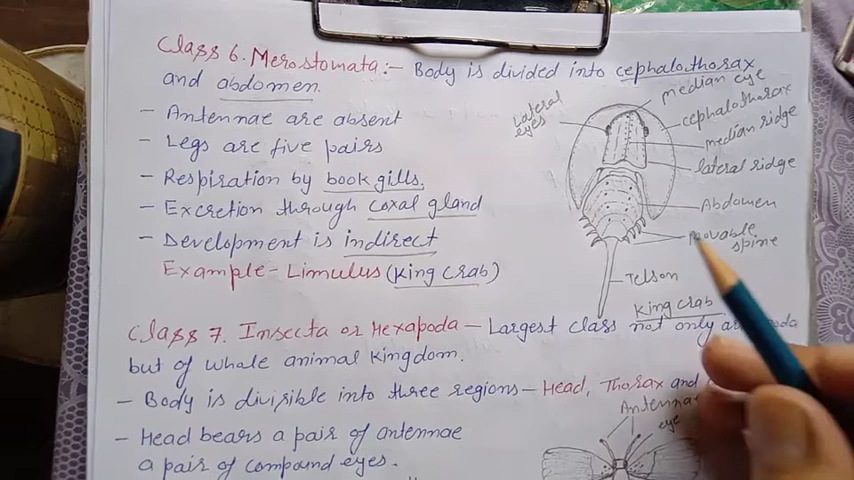 Class 6. Merostomata:- Body is divided into cephalothorax
and abdomen.
- Antennae are absent
- Legs are five pairs
- Respiration by book gills.
- Excretion through coxal gland
- Development is indirect
Example- Limulus (King crab)
Lateral
eyes
median eye
cephalothorax
median ridge
lateral ridge
Abdomen
Movable
spine
Telson
King crab
Class 7. Insecta or Hexapoda - Largest class not only
but of whole animal kingdom.
- Body is divisible into three regions- Head, Thorax and
- Head bears a pair of antennae
a pair of compound eyes.
Antenna
eye